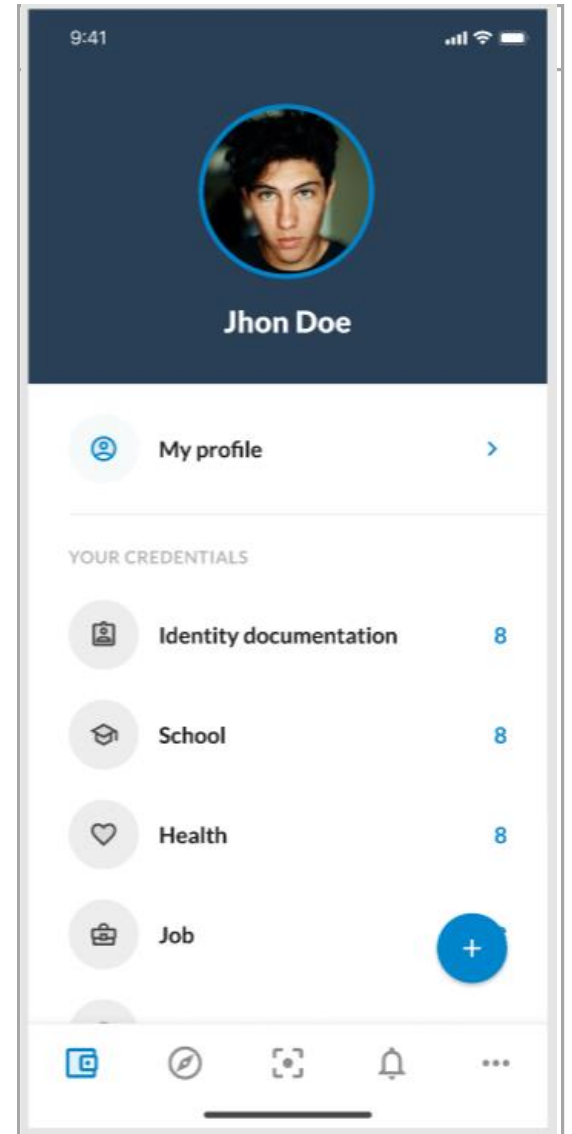 9:41
Jhon Doe
My profile
YOUR CREDENTIALS
Identity documentation 8
School 8
Health 8
Job